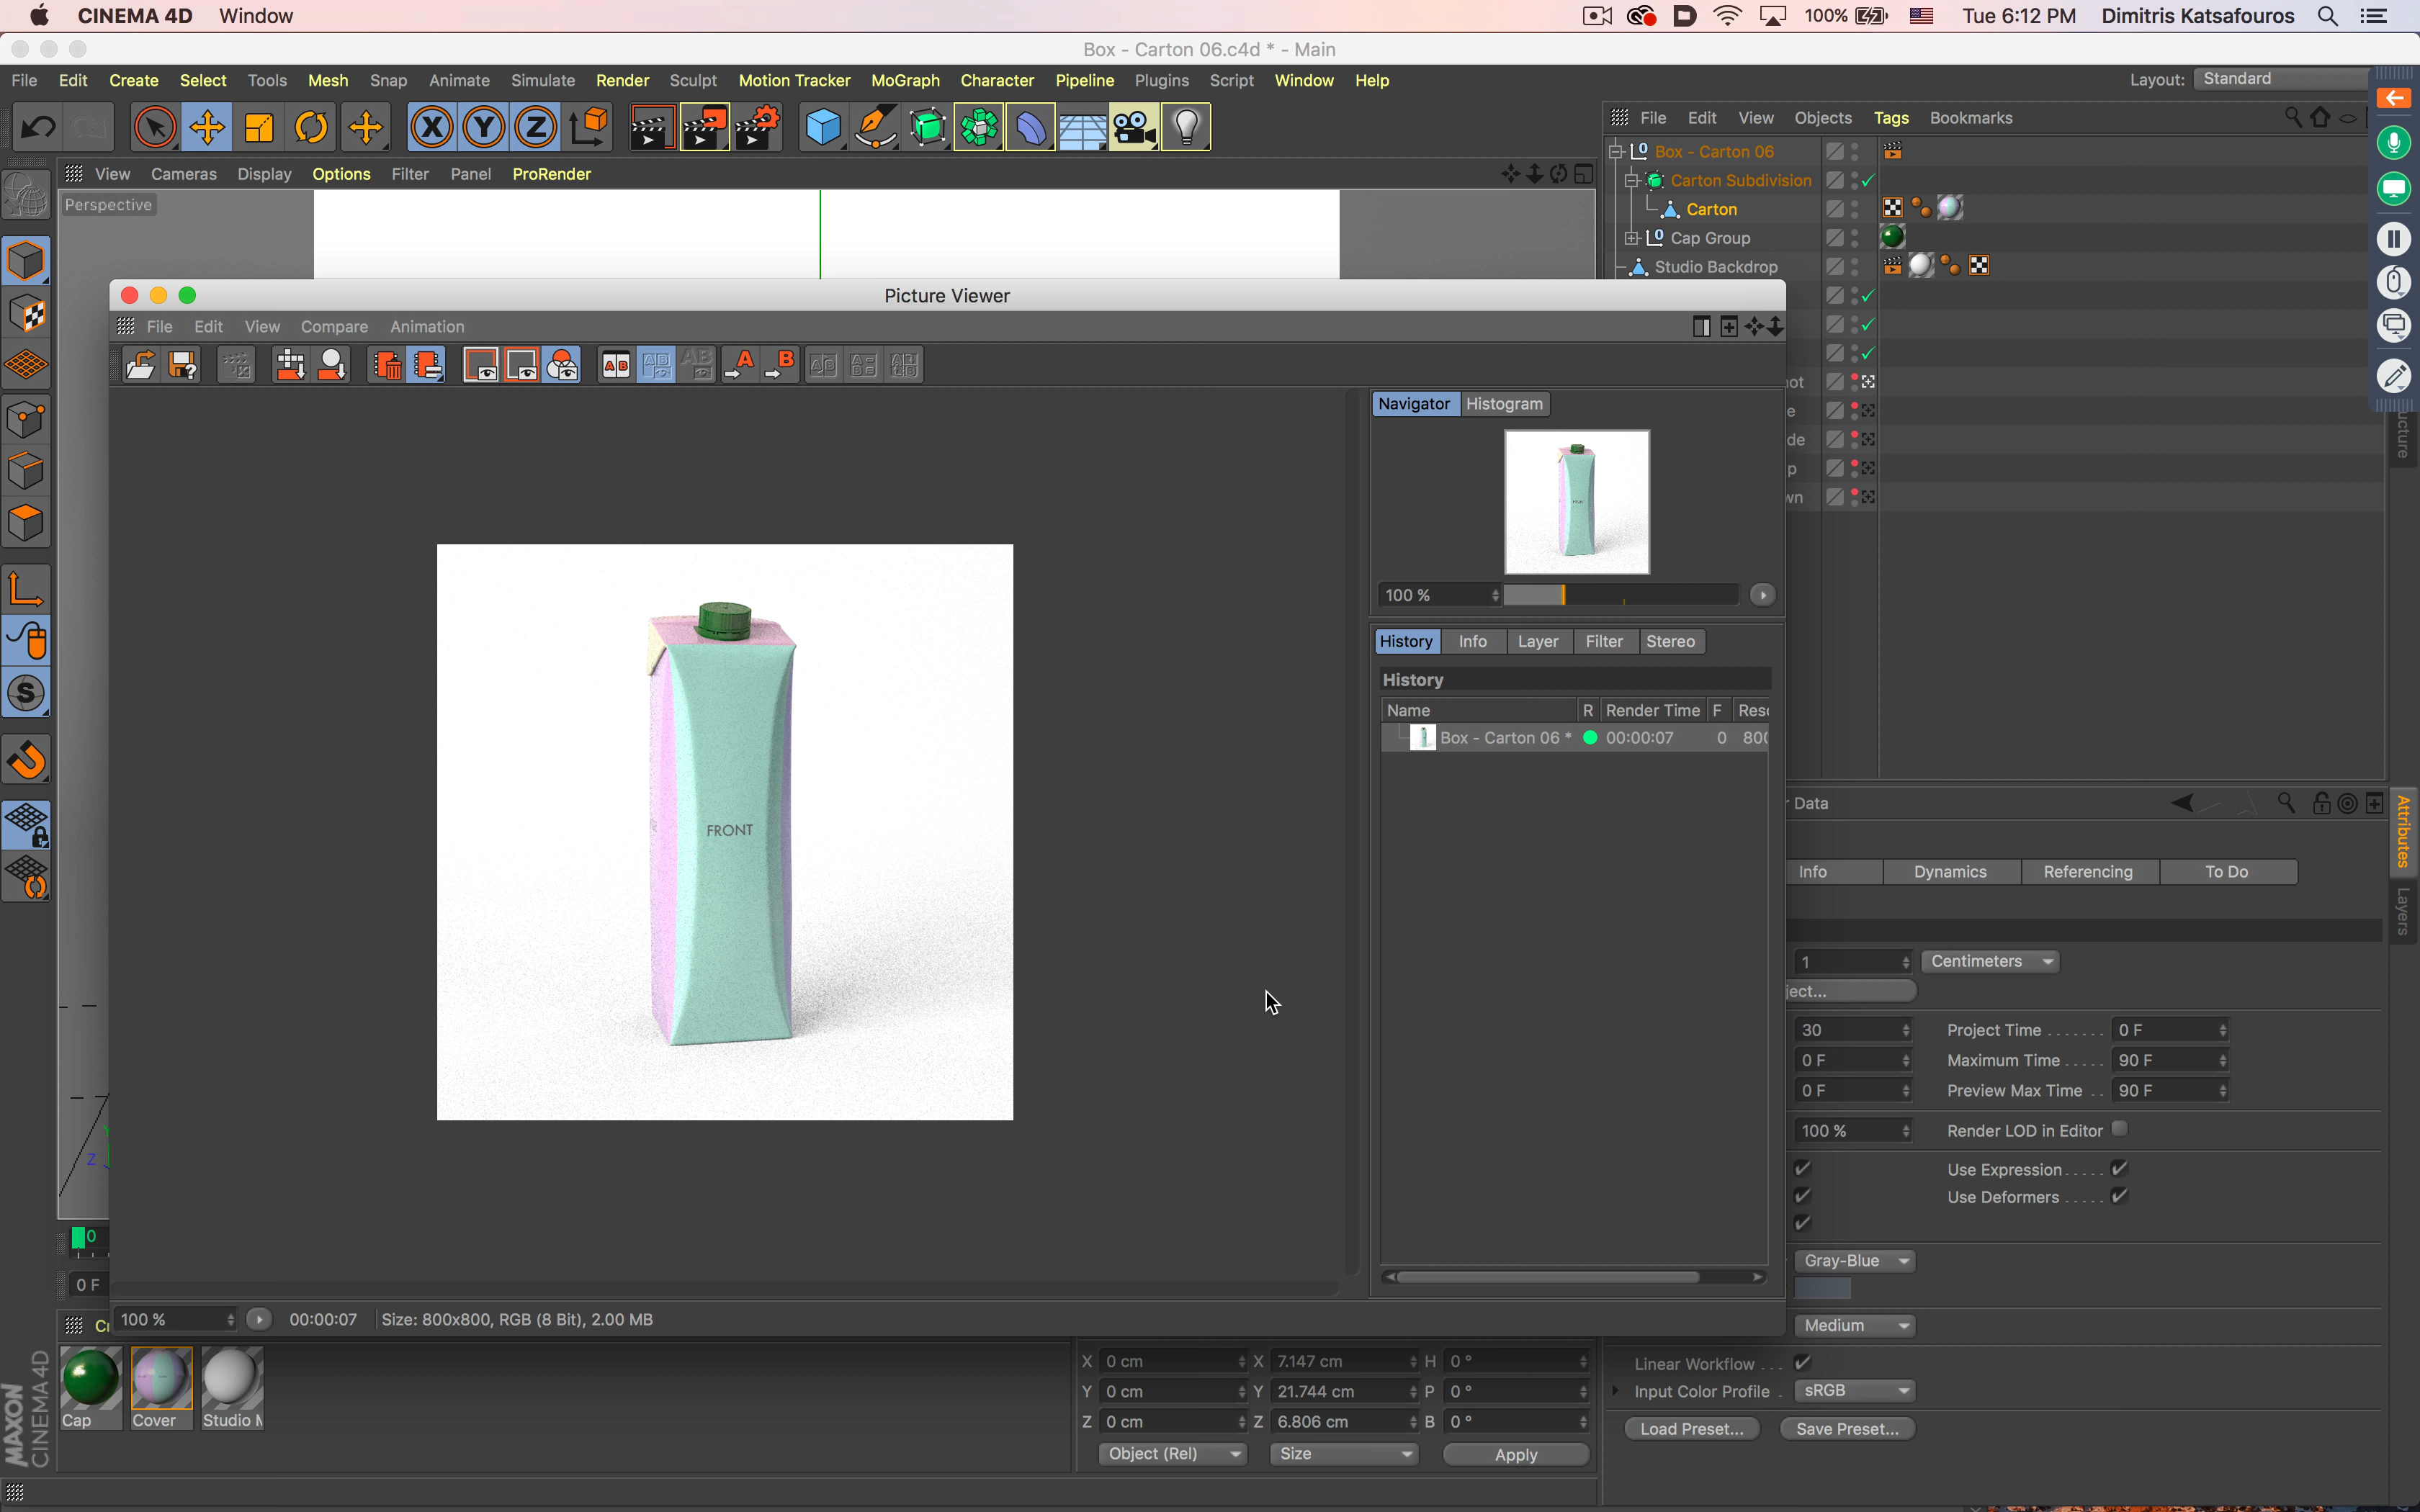 CINEMA 4D Window
100% Tue 6:12 PM Dimitris Katsafouros
Box - Carton 06.c4d * - Main
File Edit Create Select Tools Mesh Snap Animate Simulate Render Sculpt Motion Tracker MoGraph Character Pipeline Plugins Script Window Help
Layout: Standard
X Y Z
File Edit View Objects Tags Bookmarks
View Cameras Display Options Filter Panel ProRender
Perspective
Box - Carton 06
Carton Subdivision
Carton
Cap Group
Studio Backdrop
Picture Viewer
File Edit View Compare Animation
Navigator Histogram
100 %
FRONT
History Info Layer Filter Stereo
History
Name R Render Time F
Box - Carton 06 * 00:00:07 0
100 % 00:00:07 Size: 800x800, RGB (8 Bit), 2.00 MB
Data
Attributes
Layers
Info Dynamics Referencing To Do
1 Centimeters
30 Project Time 0 F
0 F Maximum Time 90 F
0 F Preview Max Time 90 F
100 % Render LOD in Editor
Use Expression
Use Deformers
Gray-Blue
Medium
Linear Workflow
Input Color Profile sRGB
Load Preset... Save Preset...
0
0 F
Cap Cover Studio
X 0 cm X 7.147 cm H 0 °
Y 0 cm Y 21.744 cm P 0 °
Z 0 cm Z 6.806 cm B 0 °
Object (Rel) Size Apply
MAXON
CINEMA 4D